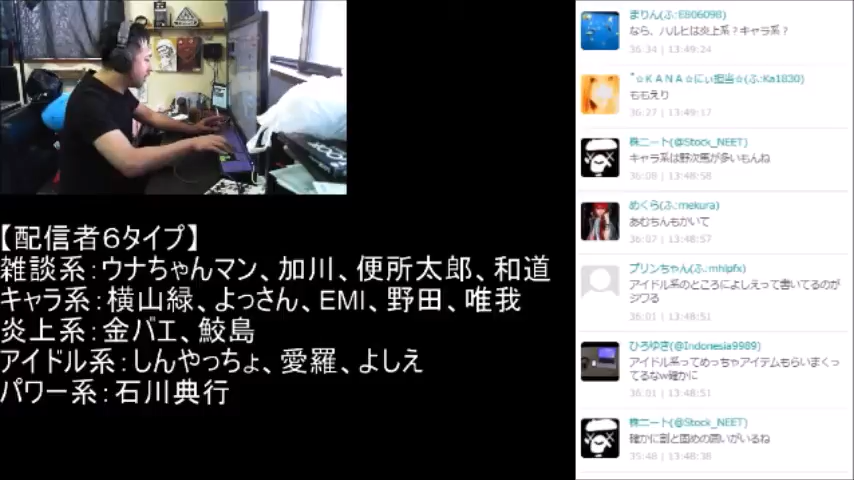 【配信者6タイプ】
雑談系:ウナちゃんマン、加川、便所太郎、和道
キャラ系:横山緑、よっさん、EMI、野田、唯我
炎上系:金バエ、鮫島
アイドル系:しんやっちょ、愛羅、よしえ
パワー系:石川典行
まりん(ふ:E806098)
なら、ハルヒは炎上系?キャラ系?
36:34 | 13:49:24
ﾟ☆ＫＡＮＡ☆にぃ担当☆(ふ:Ka1830)
ももえり
36:27 | 13:49:17
株ニート(@Stock_NEET)
キャラ系は野次馬が多いもんね
36:08 | 13:48:58
めくら(ふ:mekura)
あむちんもかいて
36:07 | 13:48:57
プリンちゃん(ふ:mhlpfx)
アイドル系のところによしえって書いてるのが
ジワる
36:01 | 13:48:51
ひろゆき(@Indonesia9989)
アイドル系ってめっちゃアイテムもらいまくっ
てるなw確かに
36:01 | 13:48:51
株ニート(@Stock_NEET)
確かに割と固めの囲いがいるね
35:48 | 13:48:38